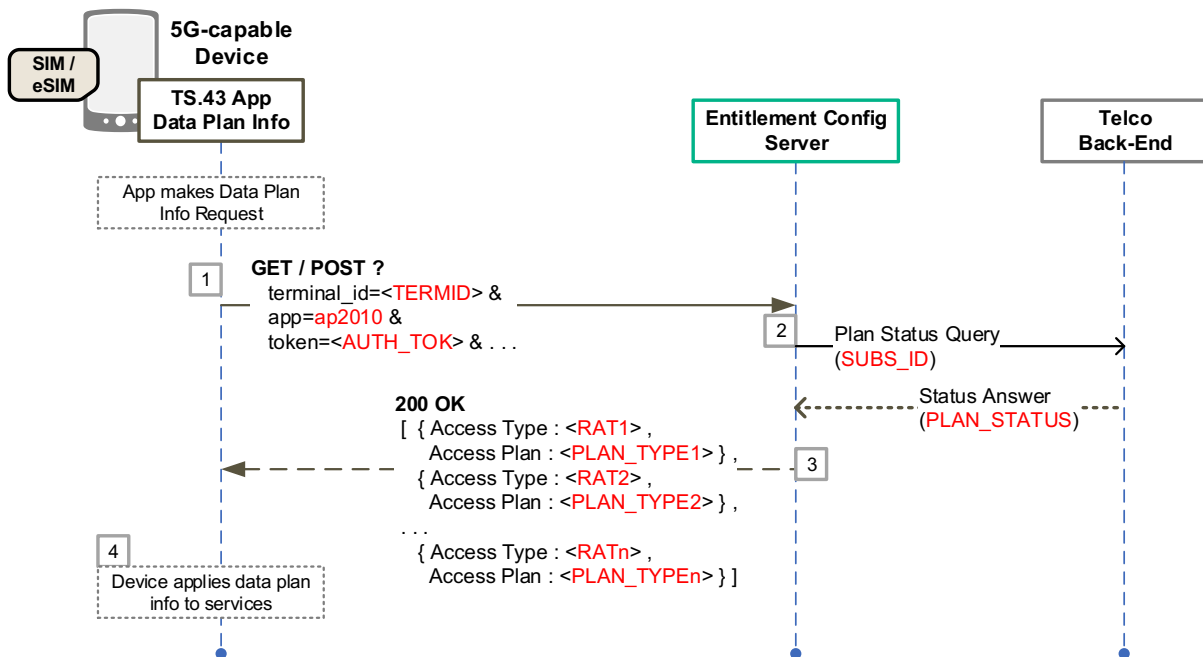 5G-capable
Device
SIM /
eSIM
TS.43 App
Data Plan Info
Entitlement Config
Server
Telco
Back-End
App makes Data Plan
Info Request
1
GET / POST ?
terminal_id=<TERMID> &
app=ap2010 &
token=<AUTH_TOK> & . . .
2
Plan Status Query
(SUBS_ID)
Status Answer
(PLAN_STATUS)
200 OK
[ { Access Type : <RAT1> ,
Access Plan : <PLAN_TYPE1> } ,
{ Access Type : <RAT2> ,
Access Plan : <PLAN_TYPE2> } ,
. . .
{ Access Type : <RATn> ,
Access Plan : <PLAN_TYPEn> } ]
3
4
Device applies data plan
info to services